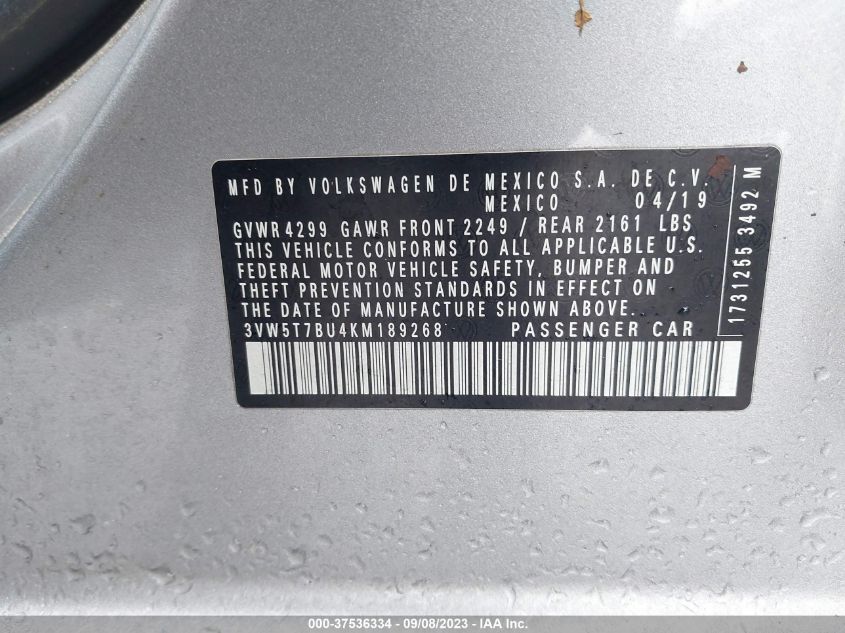 MFD BY VOLKSWAGEN DE MEXICO S.A. DE C.V.
MEXICO 04/19
GVWR 4299 GAWR FRONT 2249 / REAR 2161 LBS
THIS VEHICLE CONFORMS TO ALL APPLICABLE U.S.
FEDERAL MOTOR VEHICLE SAFETY, BUMPER AND
THEFT PREVENTION STANDARDS IN EFFECT ON
THE DATE OF MANUFACTURE SHOWN ABOVE.
3VW5T7BU4KM189268 PASSENGER CAR
1731255 3492 M
000-37536334 - 09/08/2023 - IAA Inc.